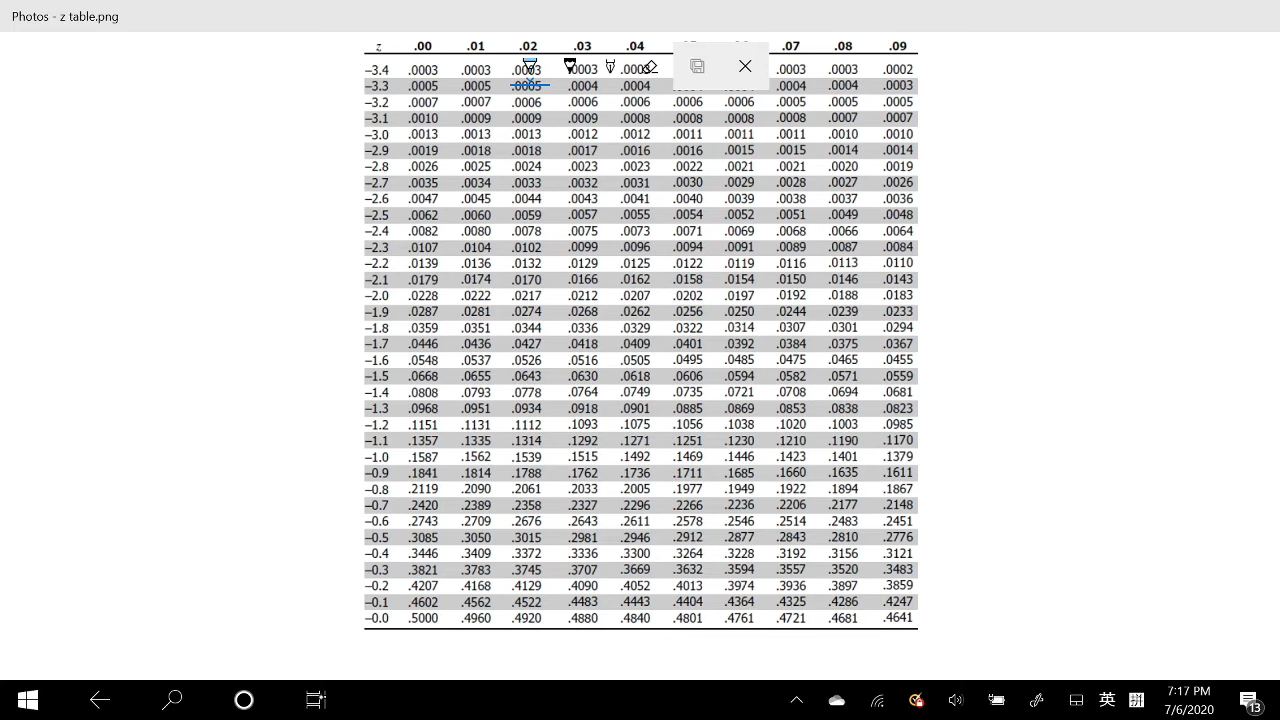 Photos - z table.png
z .00 .01 .02 .03 .04 .07 .08 .09
−3.4 .0003 .0003 .0003 .0003 .0003 .0003 .0003 .0002
−3.3 .0005 .0005 .0005 .0004 .0004 .0004 .0004 .0003
−3.2 .0007 .0007 .0006 .0006 .0006 .0006 .0006 .0005 .0005 .0005
−3.1 .0010 .0009 .0009 .0009 .0008 .0008 .0008 .0008 .0007 .0007
−3.0 .0013 .0013 .0013 .0012 .0012 .0011 .0011 .0011 .0010 .0010
−2.9 .0019 .0018 .0018 .0017 .0016 .0016 .0015 .0015 .0014 .0014
−2.8 .0026 .0025 .0024 .0023 .0023 .0022 .0021 .0021 .0020 .0019
−2.7 .0035 .0034 .0033 .0032 .0031 .0030 .0029 .0028 .0027 .0026
−2.6 .0047 .0045 .0044 .0043 .0041 .0040 .0039 .0038 .0037 .0036
−2.5 .0062 .0060 .0059 .0057 .0055 .0054 .0052 .0051 .0049 .0048
−2.4 .0082 .0080 .0078 .0075 .0073 .0071 .0069 .0068 .0066 .0064
−2.3 .0107 .0104 .0102 .0099 .0096 .0094 .0091 .0089 .0087 .0084
−2.2 .0139 .0136 .0132 .0129 .0125 .0122 .0119 .0116 .0113 .0110
−2.1 .0179 .0174 .0170 .0166 .0162 .0158 .0154 .0150 .0146 .0143
−2.0 .0228 .0222 .0217 .0212 .0207 .0202 .0197 .0192 .0188 .0183
−1.9 .0287 .0281 .0274 .0268 .0262 .0256 .0250 .0244 .0239 .0233
−1.8 .0359 .0351 .0344 .0336 .0329 .0322 .0314 .0307 .0301 .0294
−1.7 .0446 .0436 .0427 .0418 .0409 .0401 .0392 .0384 .0375 .0367
−1.6 .0548 .0537 .0526 .0516 .0505 .0495 .0485 .0475 .0465 .0455
−1.5 .0668 .0655 .0643 .0630 .0618 .0606 .0594 .0582 .0571 .0559
−1.4 .0808 .0793 .0778 .0764 .0749 .0735 .0721 .0708 .0694 .0681
−1.3 .0968 .0951 .0934 .0918 .0901 .0885 .0869 .0853 .0838 .0823
−1.2 .1151 .1131 .1112 .1093 .1075 .1056 .1038 .1020 .1003 .0985
−1.1 .1357 .1335 .1314 .1292 .1271 .1251 .1230 .1210 .1190 .1170
−1.0 .1587 .1562 .1539 .1515 .1492 .1469 .1446 .1423 .1401 .1379
−0.9 .1841 .1814 .1788 .1762 .1736 .1711 .1685 .1660 .1635 .1611
−0.8 .2119 .2090 .2061 .2033 .2005 .1977 .1949 .1922 .1894 .1867
−0.7 .2420 .2389 .2358 .2327 .2296 .2266 .2236 .2206 .2177 .2148
−0.6 .2743 .2709 .2676 .2643 .2611 .2578 .2546 .2514 .2483 .2451
−0.5 .3085 .3050 .3015 .2981 .2946 .2912 .2877 .2843 .2810 .2776
−0.4 .3446 .3409 .3372 .3336 .3300 .3264 .3228 .3192 .3156 .3121
−0.3 .3821 .3783 .3745 .3707 .3669 .3632 .3594 .3557 .3520 .3483
−0.2 .4207 .4168 .4129 .4090 .4052 .4013 .3974 .3936 .3897 .3859
−0.1 .4602 .4562 .4522 .4483 .4443 .4404 .4364 .4325 .4286 .4247
−0.0 .5000 .4960 .4920 .4880 .4840 .4801 .4761 .4721 .4681 .4641
英 拼 7:17 PM
7/6/2020 13